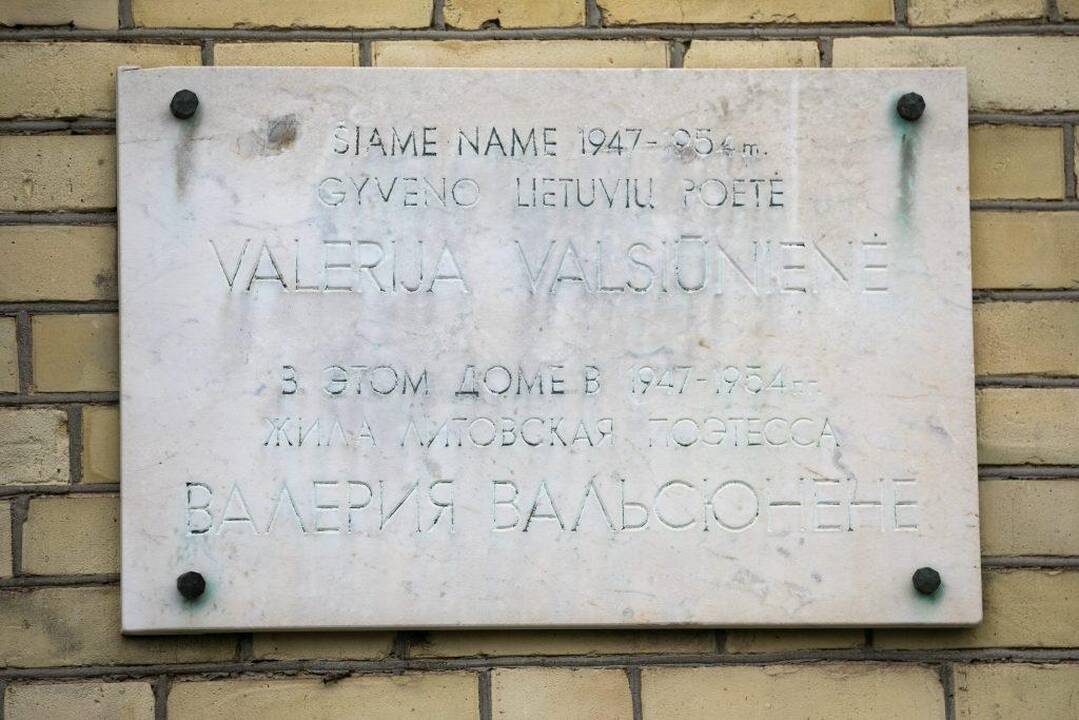 ŠIAME NAME 1947-1954 m.
GYVENO LIETUVIŲ POETĖ
VALERIJA VALSIŪNIENĖ
В ЭТОМ ДОМЕ В 1947-1954 гг.
ЖИЛА ЛИТОВСКАЯ ПОЭТЕССА
ВАЛЕРИЯ ВАЛЬСЮНЕНЕ